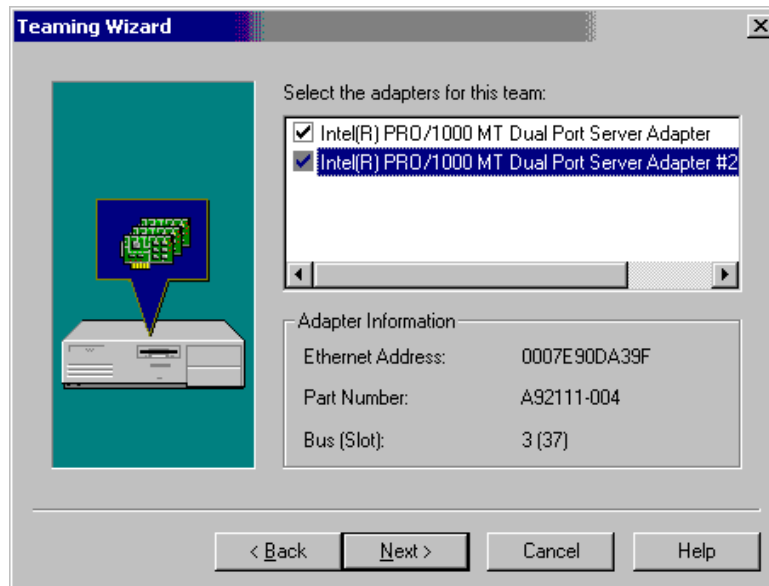 Teaming Wizard
Select the adapters for this team:
Intel(R) PRO/1000 MT Dual Port Server Adapter
Intel(R) PRO/1000 MT Dual Port Server Adapter #2
Adapter Information
Ethernet Address: 0007E90DA39F
Part Number: A92111-004
Bus (Slot): 3 (37)
< Back Next > Cancel Help